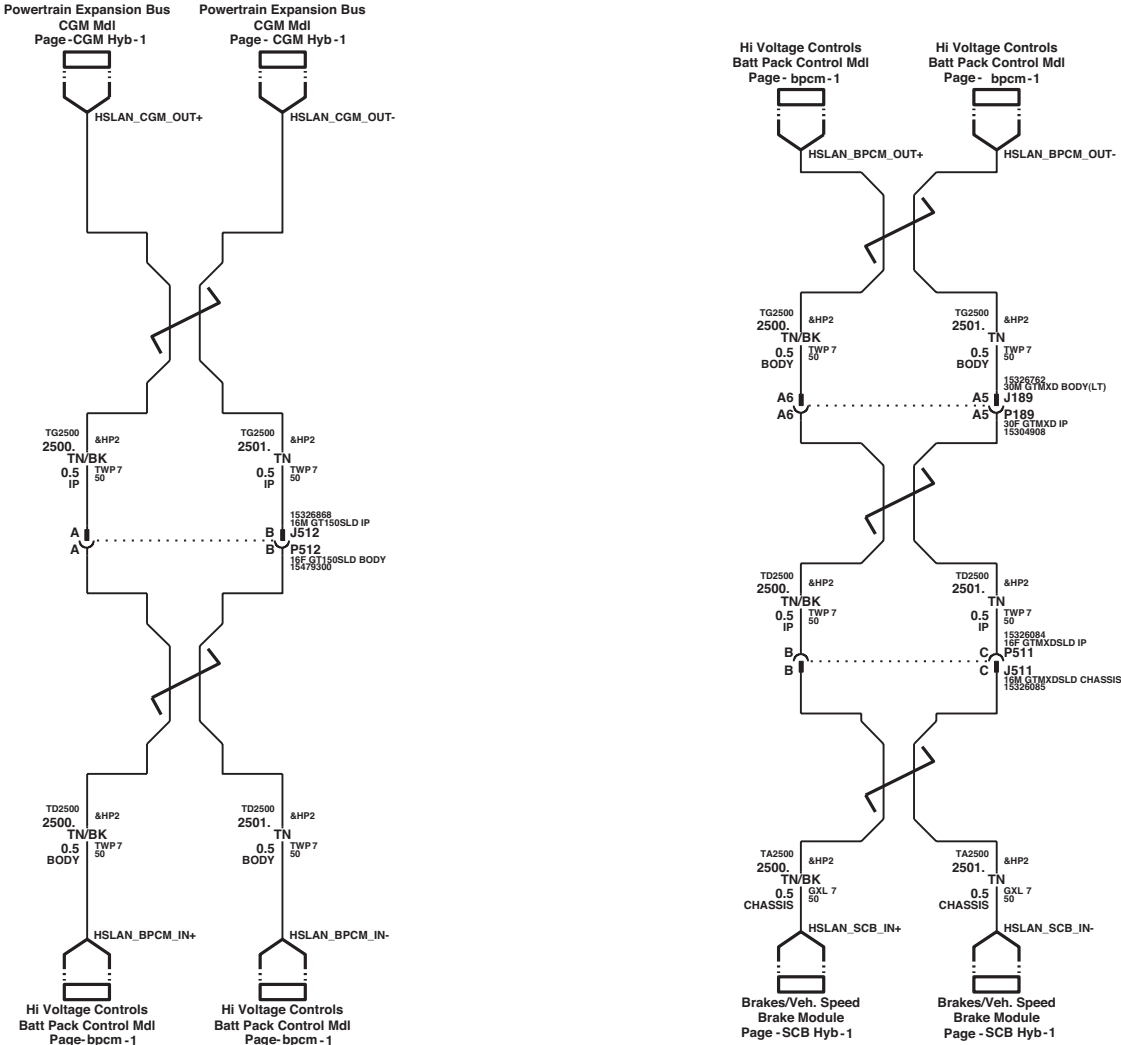 Powertrain Expansion Bus
CGM Mdl
Page-CGM Hyb-1
Powertrain Expansion Bus
CGM Mdl
Page- CGM Hyb-1
HSLAN_CGM_OUT+
HSLAN_CGM_OUT-
TG2500
2500.
&HP2
TN/BK
0.5
IP
TWP 7
50
TG2500
2501.
&HP2
TN
0.5
IP
TWP 7
50
15326868
16M GT150SLD IP
A
B
J512
A
B
P512
16F GT150SLD BODY
15479300
TD2500
2500.
&HP2
TN/BK
0.5
BODY
TWP 7
50
TD2500
2501.
&HP2
TN
0.5
BODY
TWP 7
50
HSLAN_BPCM_IN+
HSLAN_BPCM_IN-
Hi Voltage Controls
Batt Pack Control Mdl
Page-bpcm-1
Hi Voltage Controls
Batt Pack Control Mdl
Page-bpcm-1
Hi Voltage Controls
Batt Pack Control Mdl
Page- bpcm-1
Hi Voltage Controls
Batt Pack Control Mdl
Page- bpcm-1
HSLAN_BPCM_OUT+
HSLAN_BPCM_OUT-
TG2500
2500.
&HP2
TN/BK
0.5
BODY
TWP 7
50
TG2500
2501.
&HP2
TN
0.5
BODY
TWP 7
50
15326762
30M GTMXD BODY(LT)
A6
A5
J189
A6
A5
P189
30F GTMXD IP
15304908
TD2500
2500.
&HP2
TN/BK
0.5
IP
TWP 7
50
TD2500
2501.
&HP2
TN
0.5
IP
TWP 7
50
15326084
16F GTMXDSLD IP
B
C
P511
B
C
J511
16M GTMXDSLD CHASSIS
15326085
TA2500
2500.
&HP2
TN/BK
0.5
CHASSIS
GXL 7
50
TA2500
2501.
&HP2
TN
0.5
CHASSIS
GXL 7
50
HSLAN_SCB_IN+
HSLAN_SCB_IN-
Brakes/Veh. Speed
Brake Module
Page -SCB Hyb-1
Brakes/Veh. Speed
Brake Module
Page -SCB Hyb-1